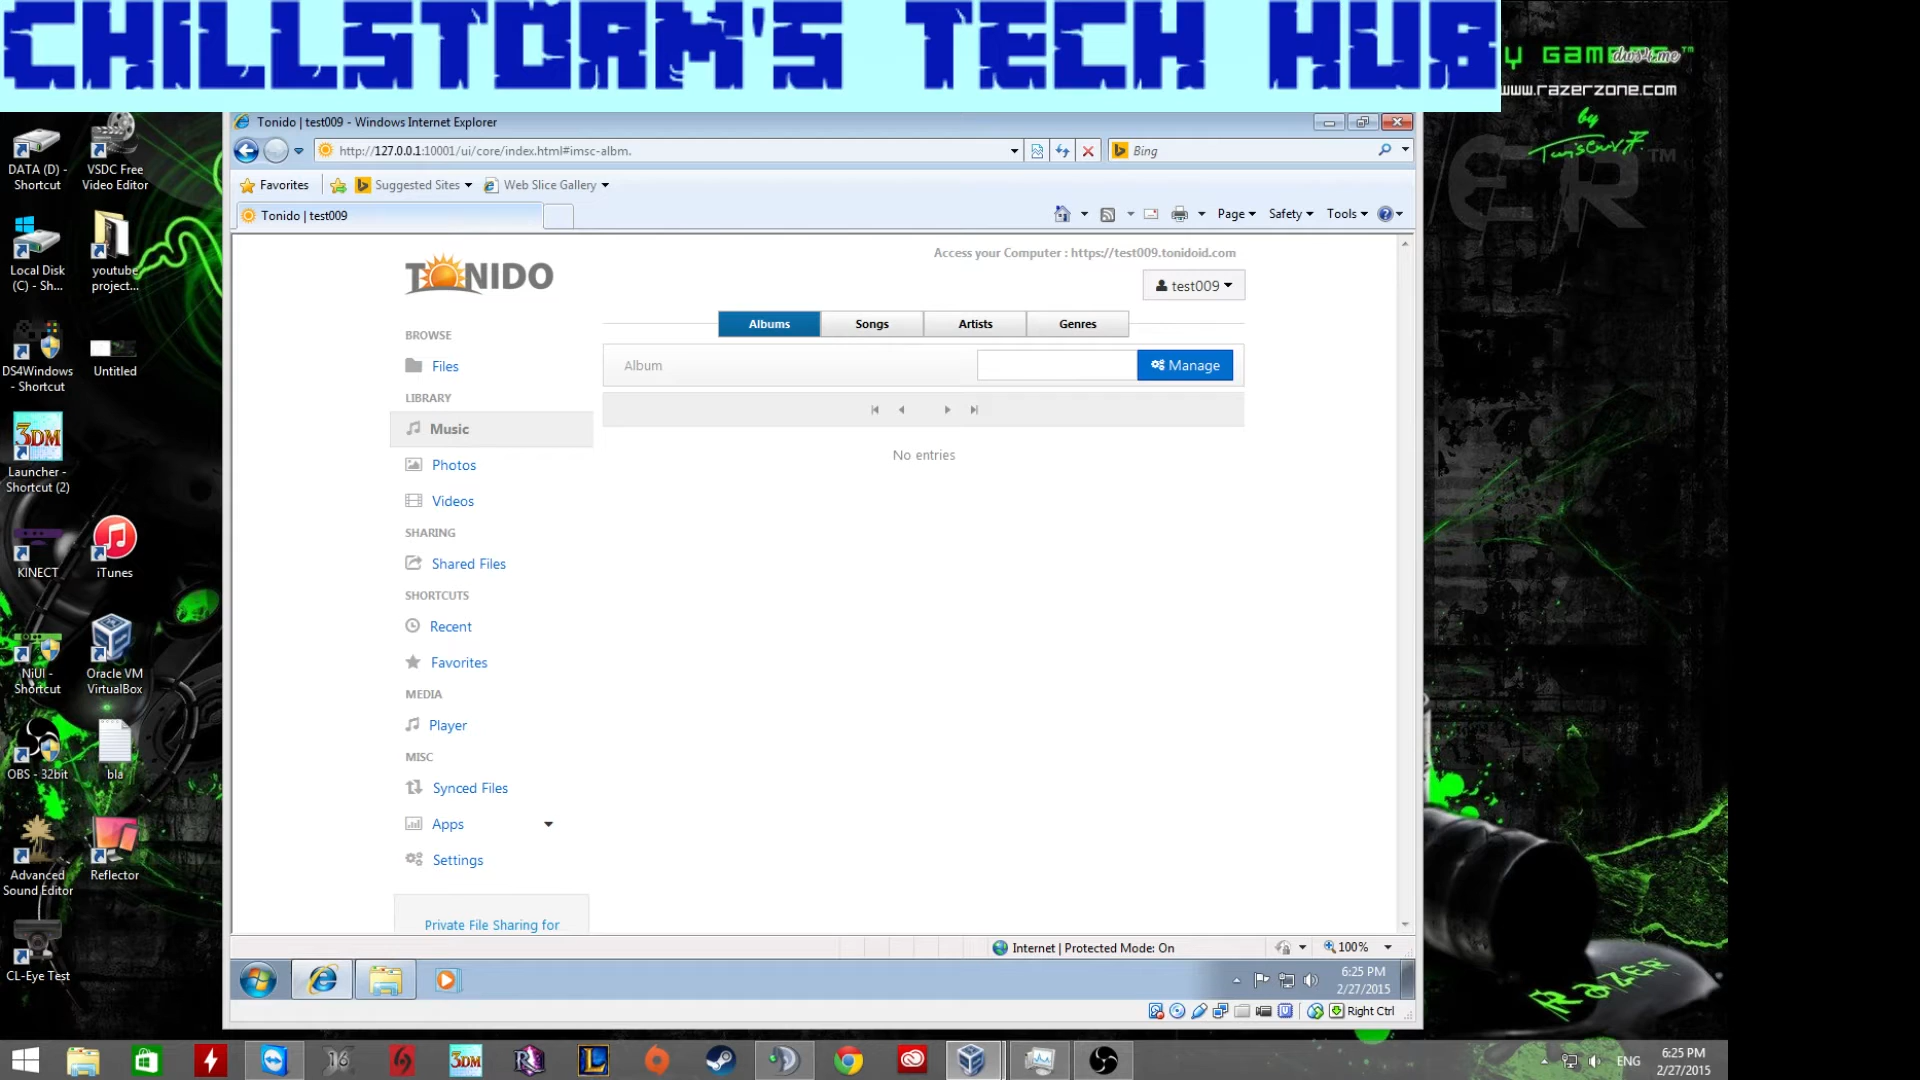 CHILLSTORM'S TECH HUB
www.razerzone.com
by
DATA (D) -
Shortcut
VSDC Free
Video Editor
Local Disk
(C) - Sh...
youtube
project...
DS4Windows
- Shortcut
Untitled
3DM
Launcher -
Shortcut (2)
KINECT
iTunes
NiUI -
Shortcut
Oracle VM
VirtualBox
OBS - 32bit
bla
Advanced
Sound Editor
Reflector
CL-Eye Test
Tonido | test009 - Windows Internet Explorer
http://127.0.0.1:10001/ui/core/index.html#imsc-albm.
Bing
Favorites
Suggested Sites
Web Slice Gallery
Tonido | test009
Page
Safety
Tools
Access your Computer : https://test009.tonidoid.com
TONIDO
test009
Albums
Songs
Artists
Genres
Album
Manage
No entries
BROWSE
Files
LIBRARY
Music
Photos
Videos
SHARING
Shared Files
SHORTCUTS
Recent
Favorites
MEDIA
Player
MISC
Synced Files
Apps
Settings
Private File Sharing for
Internet | Protected Mode: On
100%
6:25 PM
2/27/2015
Right Ctrl
RAZER
3DM
ENG
6:25 PM
2/27/2015